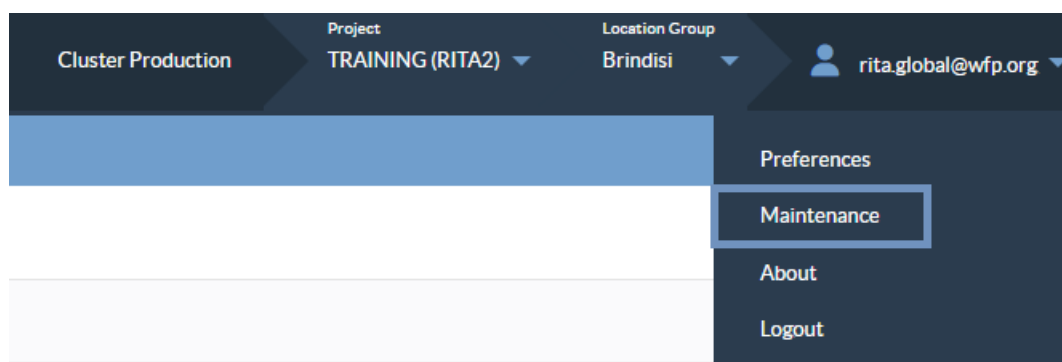 Cluster Production
Project
TRAINING (RITA2)
Location Group
Brindisi
rita.global@wfp.org
Preferences
Maintenance
About
Logout